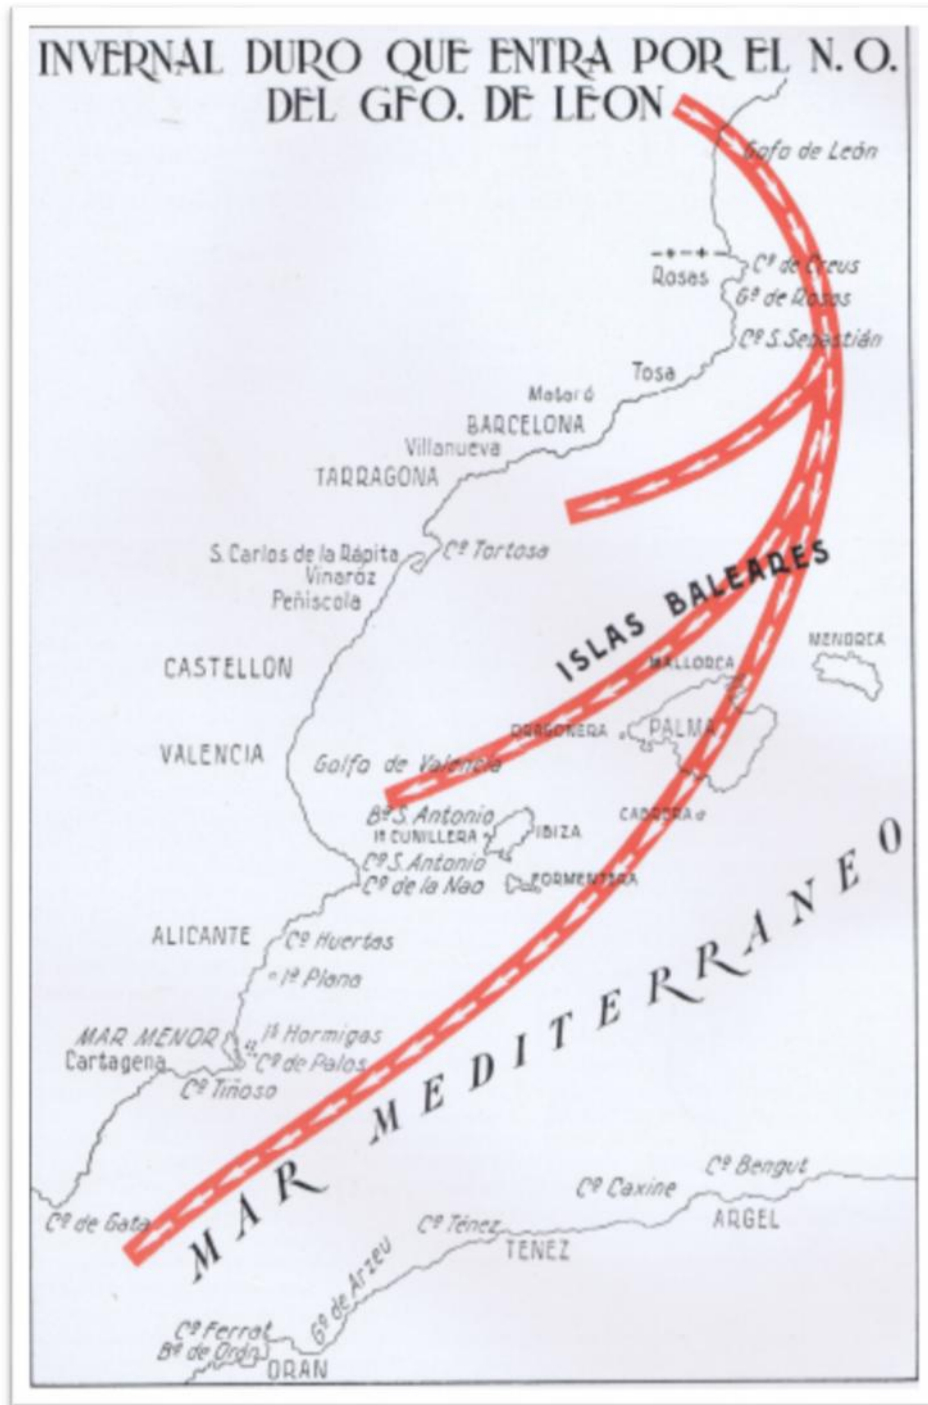 INVERNAL DURO QUE ENTRA POR EL N. O.
DEL GFO. DE LEON
Golfo de León
Rosas
Cº de Creus
Gº de Rosas
Cº S. Sebastián
Tosa
Mataró
BARCELONA
Villanueva
TARRAGONA
S. Carlos de la Rápita
Cº Tortosa
Vinaroz
Peñiscola
ISLAS BALEARES
MENORCA
CASTELLON
MALLORCA
DRAGONERA
PALMA
VALENCIA
Golfo de Valencia
Bº S. Antonio
Iª CUNILLERA
IBIZA
CABRERA
Cº S. Antonio
Cº de la Nao
FORMENTERA
ALICANTE
Cº Huertas
Iª Plana
MAR MENOR
Iª Hormigas
Cartagena
Cº de Palos
Cº Tiñoso
MAR MEDITERRANEO
Cº de Gata
Cº Bengut
Cº Caxine
ARGEL
Cº Ténez
TENEZ
Gº de Arzeu
Cº Ferrat
Bº de Orán
ORAN